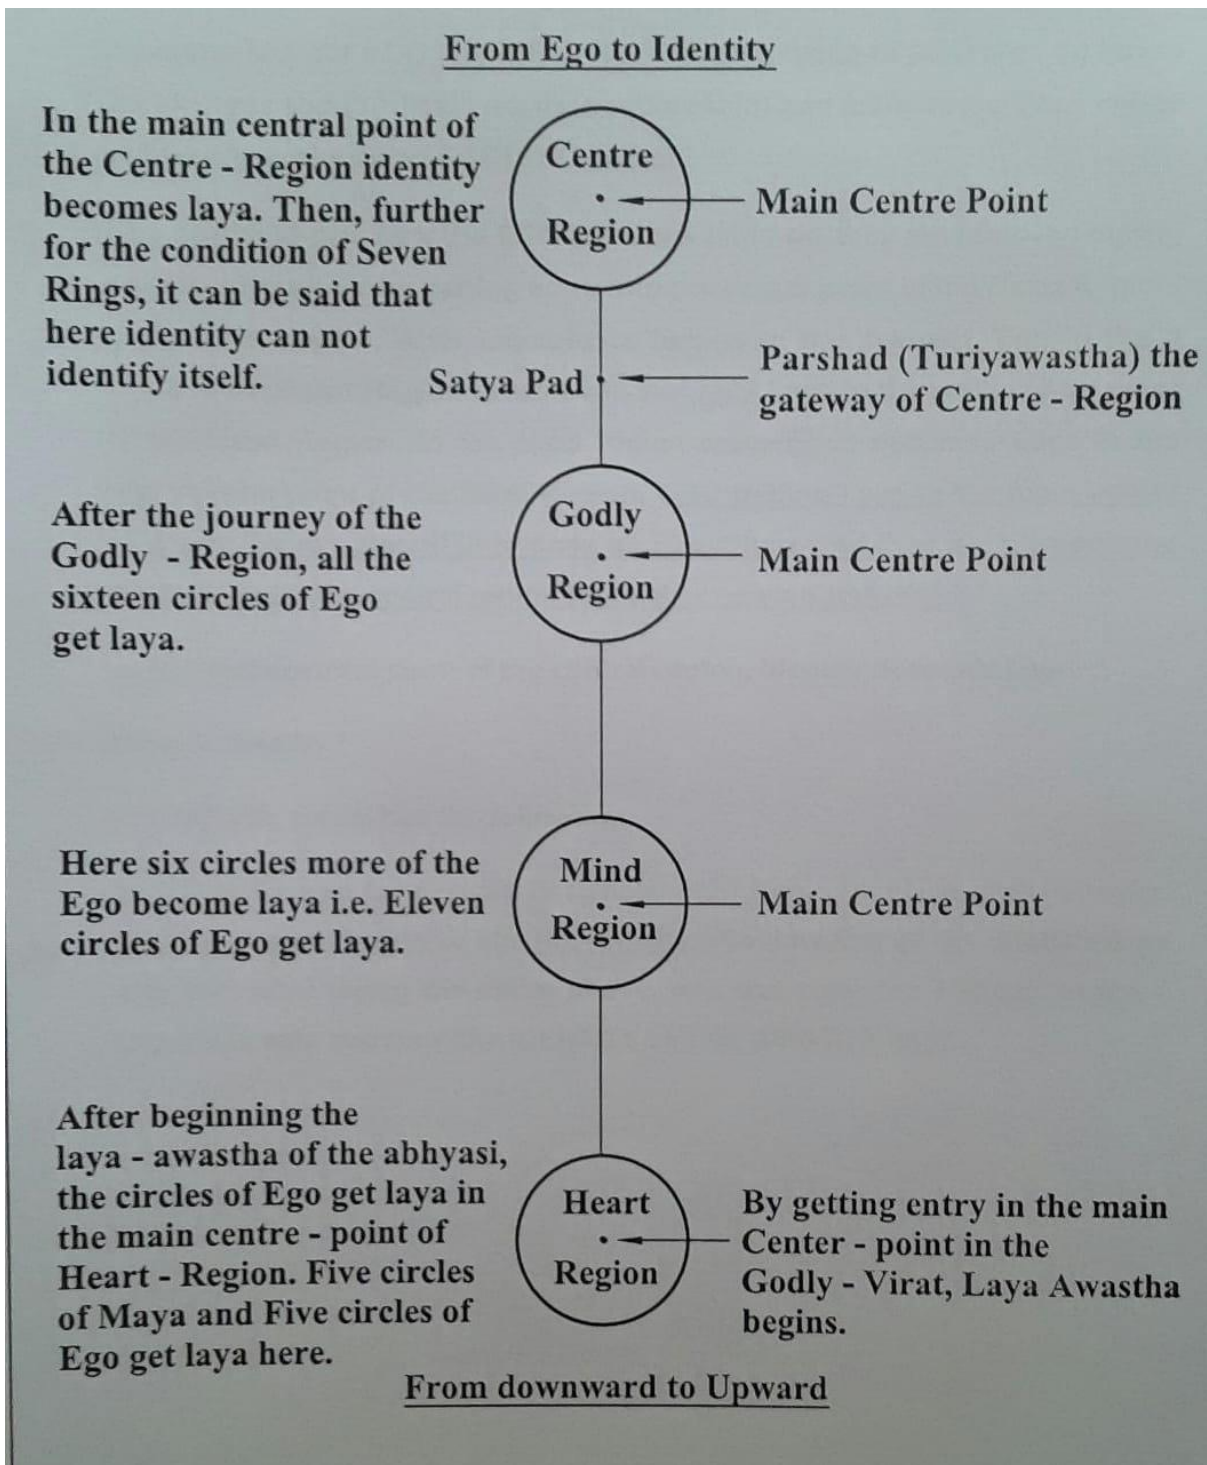 From Ego to Identity
In the main central point of
the Centre - Region identity
becomes laya. Then, further
for the condition of Seven
Rings, it can be said that
here identity can not
identify itself.
Centre
Region
Main Centre Point
Satya Pad
Parshad (Turiyawastha) the
gateway of Centre - Region
After the journey of the
Godly - Region, all the
sixteen circles of Ego
get laya.
Godly
Region
Main Centre Point
Here six circles more of the
Ego become laya i.e. Eleven
circles of Ego get laya.
Mind
Region
Main Centre Point
After beginning the
laya - awastha of the abhyasi,
the circles of Ego get laya in
the main centre - point of
Heart - Region. Five circles
of Maya and Five circles of
Ego get laya here.
Heart
Region
By getting entry in the main
Center - point in the
Godly - Virat, Laya Awastha
begins.
From downward to Upward